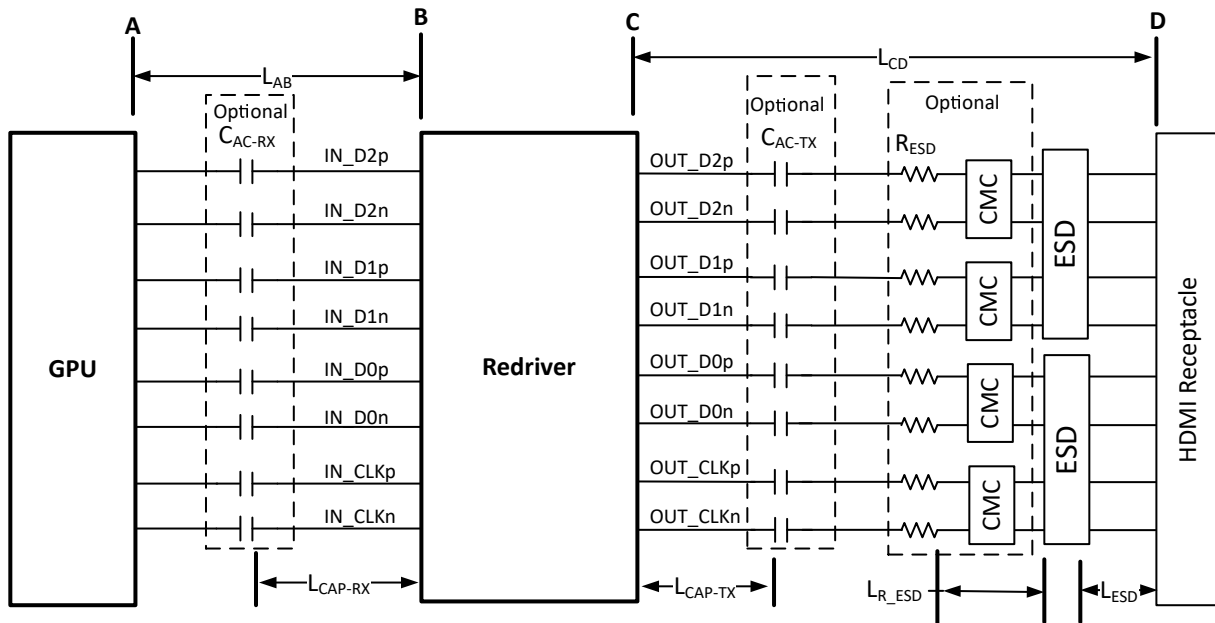 A
B
C
D
L_AB
L_CD
Optional
C_AC-RX
Optional
C_AC-TX
Optional
R_ESD
IN_D2p
IN_D2n
IN_D1p
IN_D1n
IN_D0p
IN_D0n
IN_CLKp
IN_CLKn
GPU
Redriver
OUT_D2p
OUT_D2n
OUT_D1p
OUT_D1n
OUT_D0p
OUT_D0n
OUT_CLKp
OUT_CLKn
CMC
CMC
CMC
CMC
ESD
ESD
HDMI Receptacle
L_CAP-RX
L_CAP-TX
L_R_ESD
L_ESD